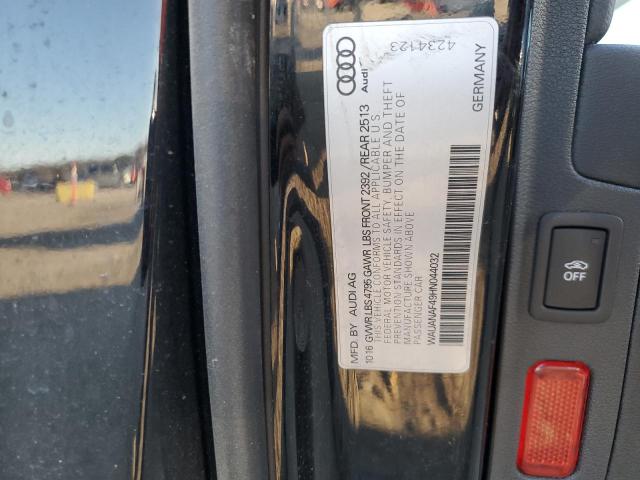 MFD. BY AUDI AG
10 16 GVWR LBS 4795 GAWR LBS FRONT 2392 / REAR 2513
THIS VEHICLE CONFORMS TO ALL APPLICABLE U.S.
FEDERAL MOTOR VEHICLE SAFETY, BUMPER AND THEFT
PREVENTION STANDARDS IN EFFECT ON THE DATE OF
MANUFACTURE SHOWN ABOVE
PASSENGER CAR
WAUANAF49HN044032
GERMANY
Audi
4234123
OFF